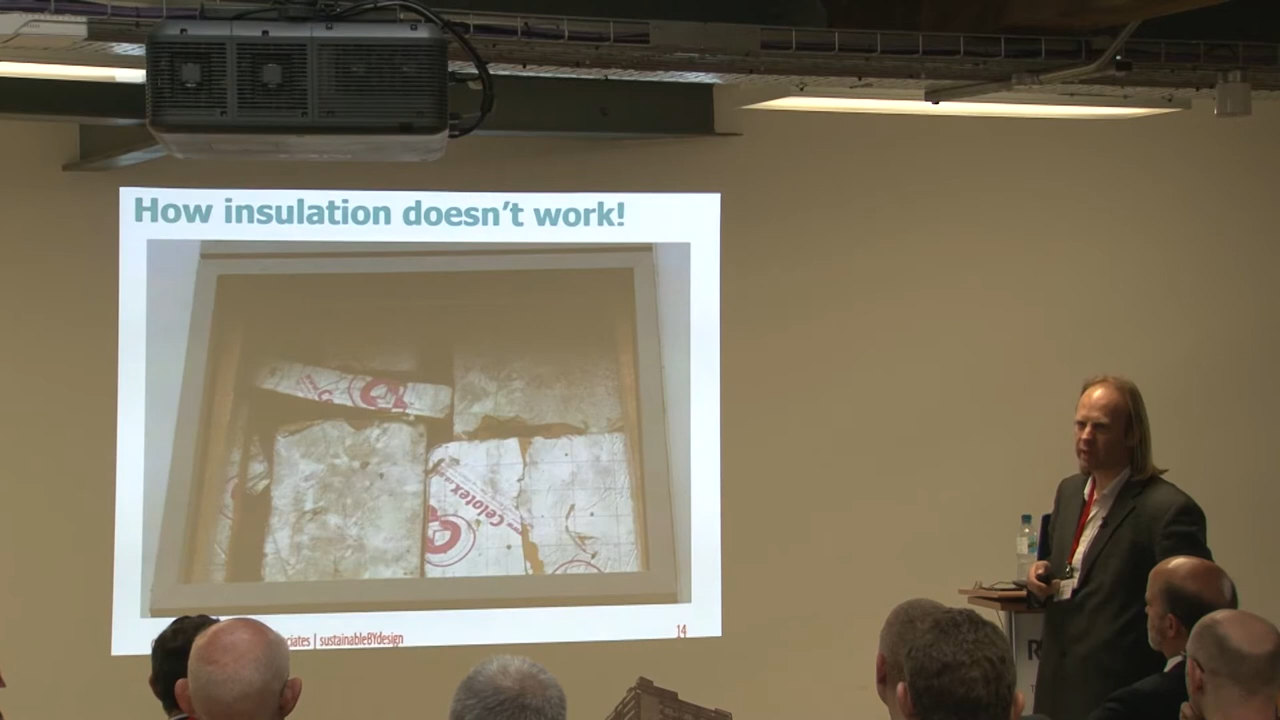 How insulation doesn't work!
Celotex
ciates | sustainableBYdesign
14
R